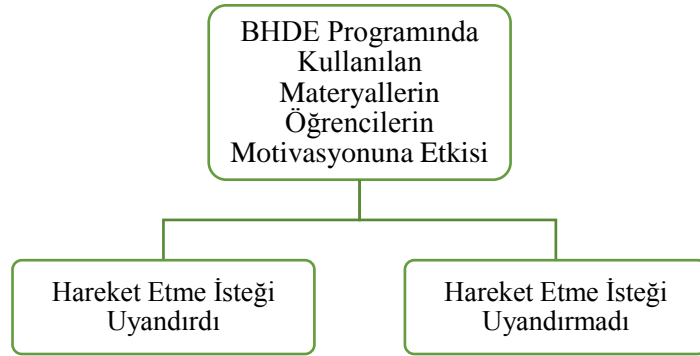 BHDE Programında
Kullanılan
Materyallerin
Öğrencilerin
Motivasyonuna Etkisi
Hareket Etme İsteği
Uyandırdı
Hareket Etme İsteği
Uyandırmadı